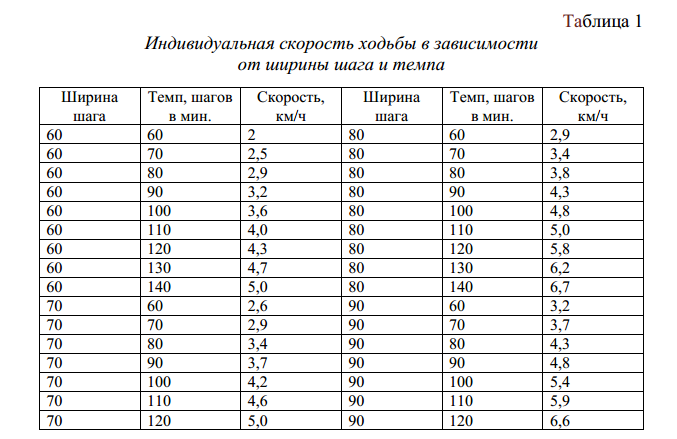 Таблица 1
Индивидуальная скорость ходьбы в зависимости
от ширины шага и темпа
Ширина шага Темп, шагов в мин. Скорость, км/ч Ширина шага Темп, шагов в мин. Скорость, км/ч
60 60 2 80 60 2,9
60 70 2,5 80 70 3,4
60 80 2,9 80 80 3,8
60 90 3,2 80 90 4,3
60 100 3,6 80 100 4,8
60 110 4,0 80 110 5,0
60 120 4,3 80 120 5,8
60 130 4,7 80 130 6,2
60 140 5,0 80 140 6,7
70 60 2,6 90 60 3,2
70 70 2,9 90 70 3,7
70 80 3,4 90 80 4,3
70 90 3,7 90 90 4,8
70 100 4,2 90 100 5,4
70 110 4,6 90 110 5,9
70 120 5,0 90 120 6,6